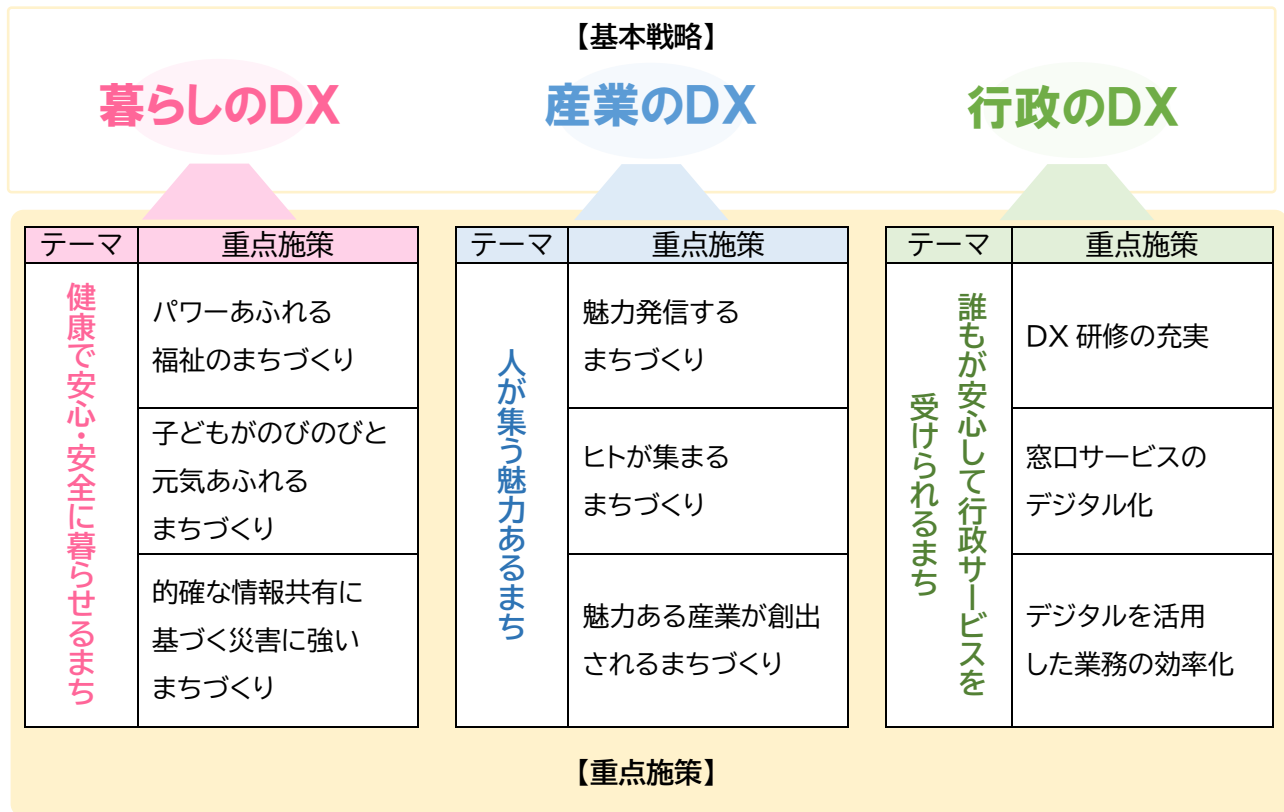 【基本戦略】
暮らしのDX
産業のDX
行政のDX
テーマ
重点施策
健康で安心・安全に暮らせるまち
パワーあふれる
福祉のまちづくり
子どもがのびのびと
元気あふれる
まちづくり
的確な情報共有に
基づく災害に強い
まちづくり
テーマ
重点施策
人が集う魅力あるまち
魅力発信する
まちづくり
ヒトが集まる
まちづくり
魅力ある産業が創出
されるまちづくり
テーマ
重点施策
誰もが安心して行政サービスを
受けられるまち
DX 研修の充実
窓口サービスの
デジタル化
デジタルを活用
した業務の効率化
【重点施策】